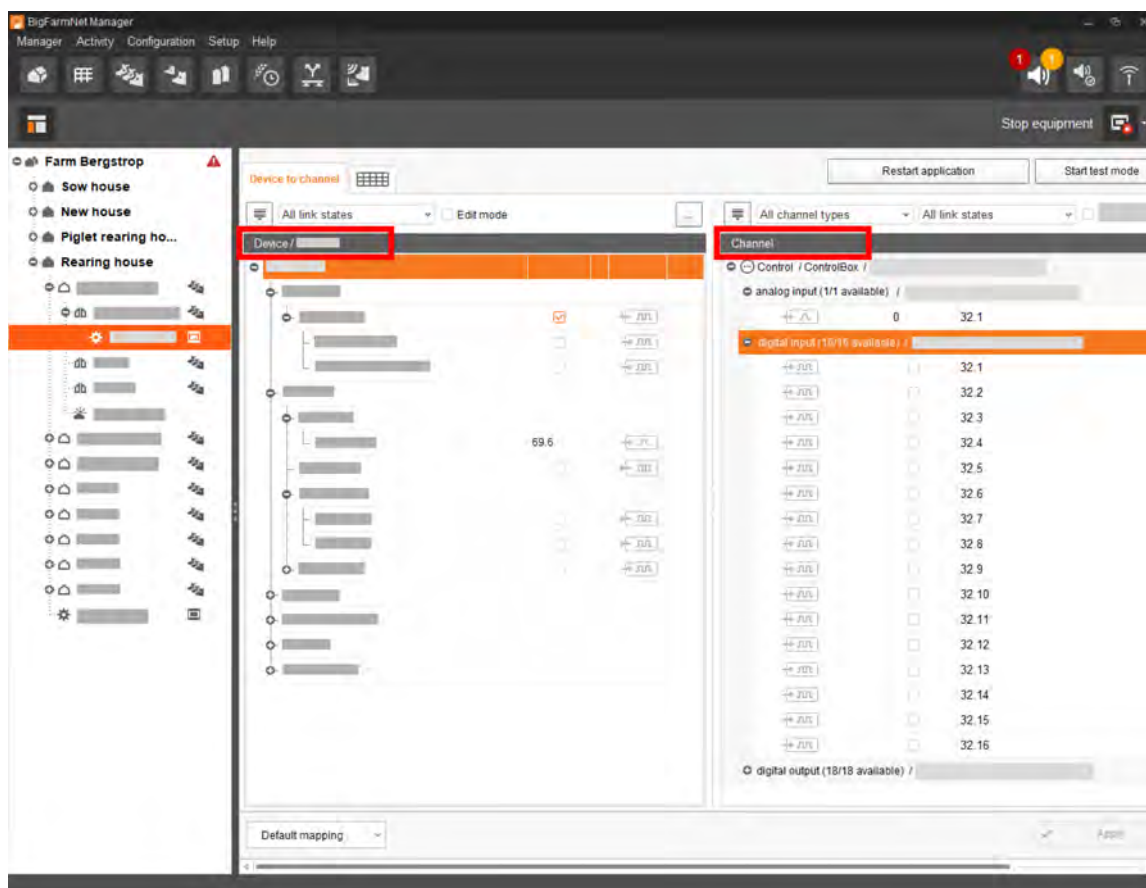 BigFarmNet Manager
Manager Activity Configuration Setup Help
1 1
Stop equipment
Farm Bergstrop
Sow house
New house
Piglet rearing ho...
Rearing house
Device to channel
Restart application
Start test mode
All link states
Edit mode
...
All channel types
All link states
Device /
Channel
Control / ControlBox /
analog input (1/1 available) /
0 32.1
digital input (16/16 available) /
32.1
32.2
32.3
32.4
69.6
32.5
32.6
32.7
32.8
32.9
32.10
32.11
32.12
32.13
32.14
32.15
32.16
digital output (18/18 available) /
Default mapping
Apply